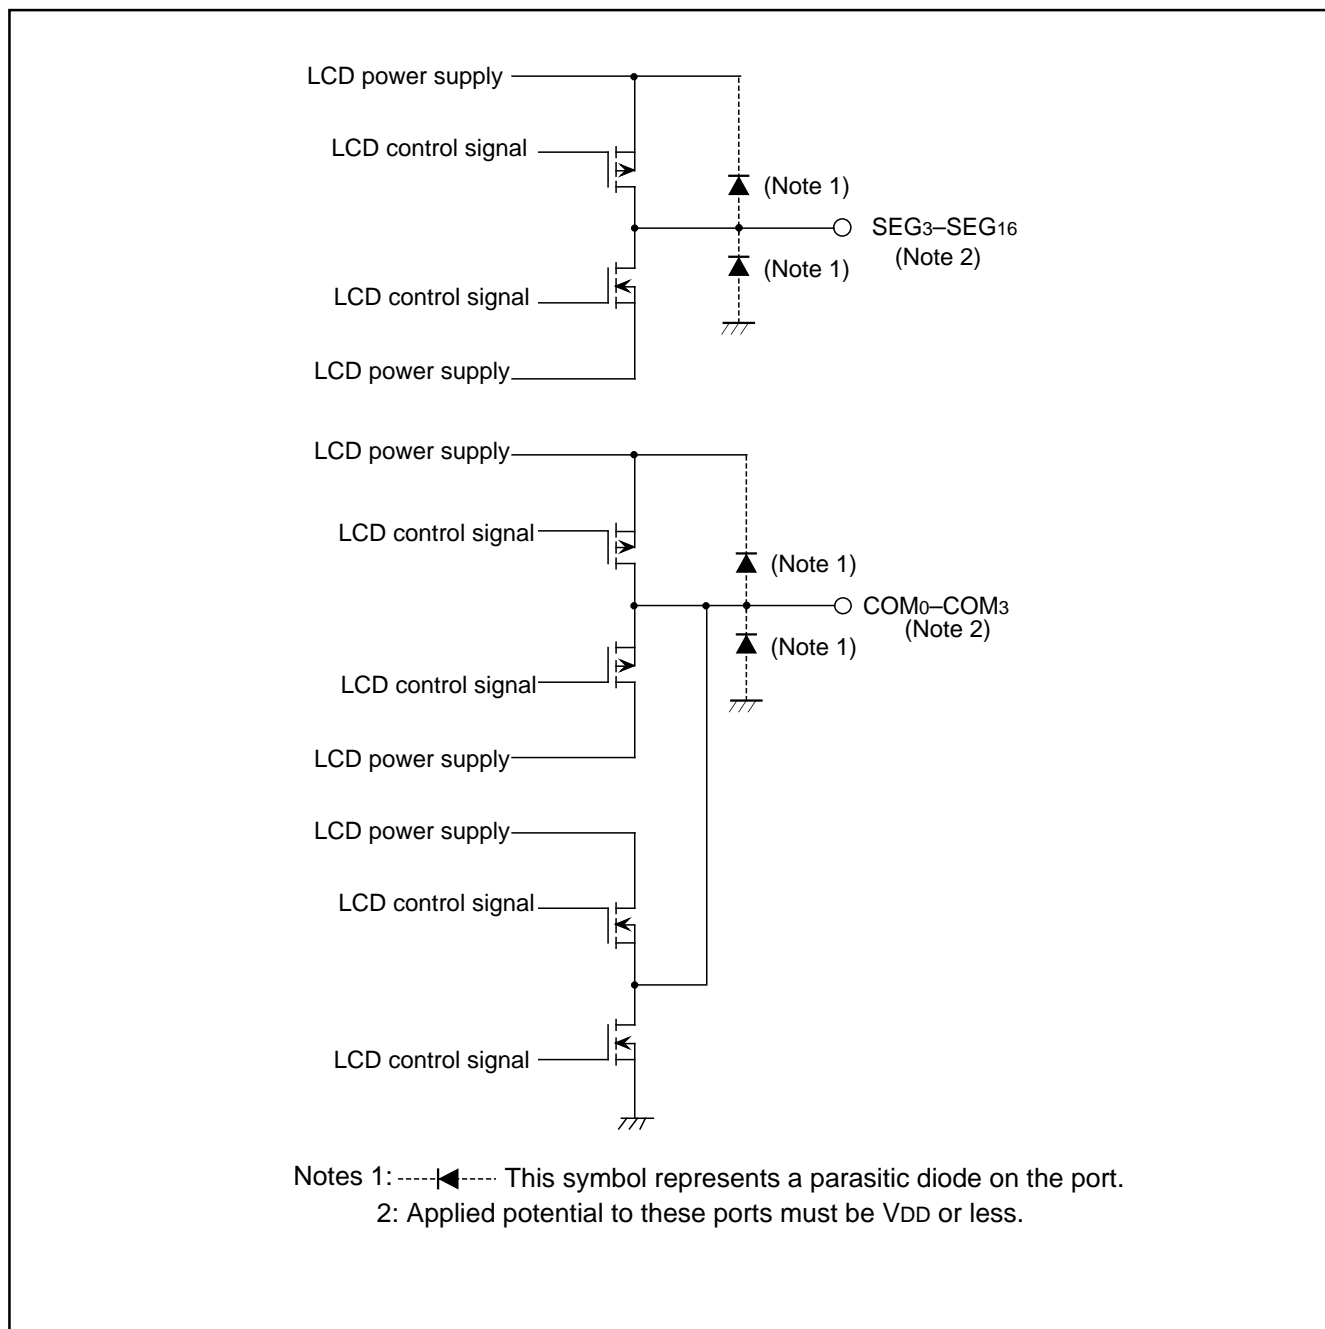 LCD power supply
LCD control signal
(Note 1)
SEG3–SEG16
(Note 2)
(Note 1)
LCD control signal
LCD power supply
LCD power supply
LCD control signal
(Note 1)
COM0–COM3
(Note 2)
(Note 1)
LCD control signal
LCD power supply
LCD power supply
LCD control signal
LCD control signal
Notes 1: This symbol represents a parasitic diode on the port.
2: Applied potential to these ports must be VDD or less.